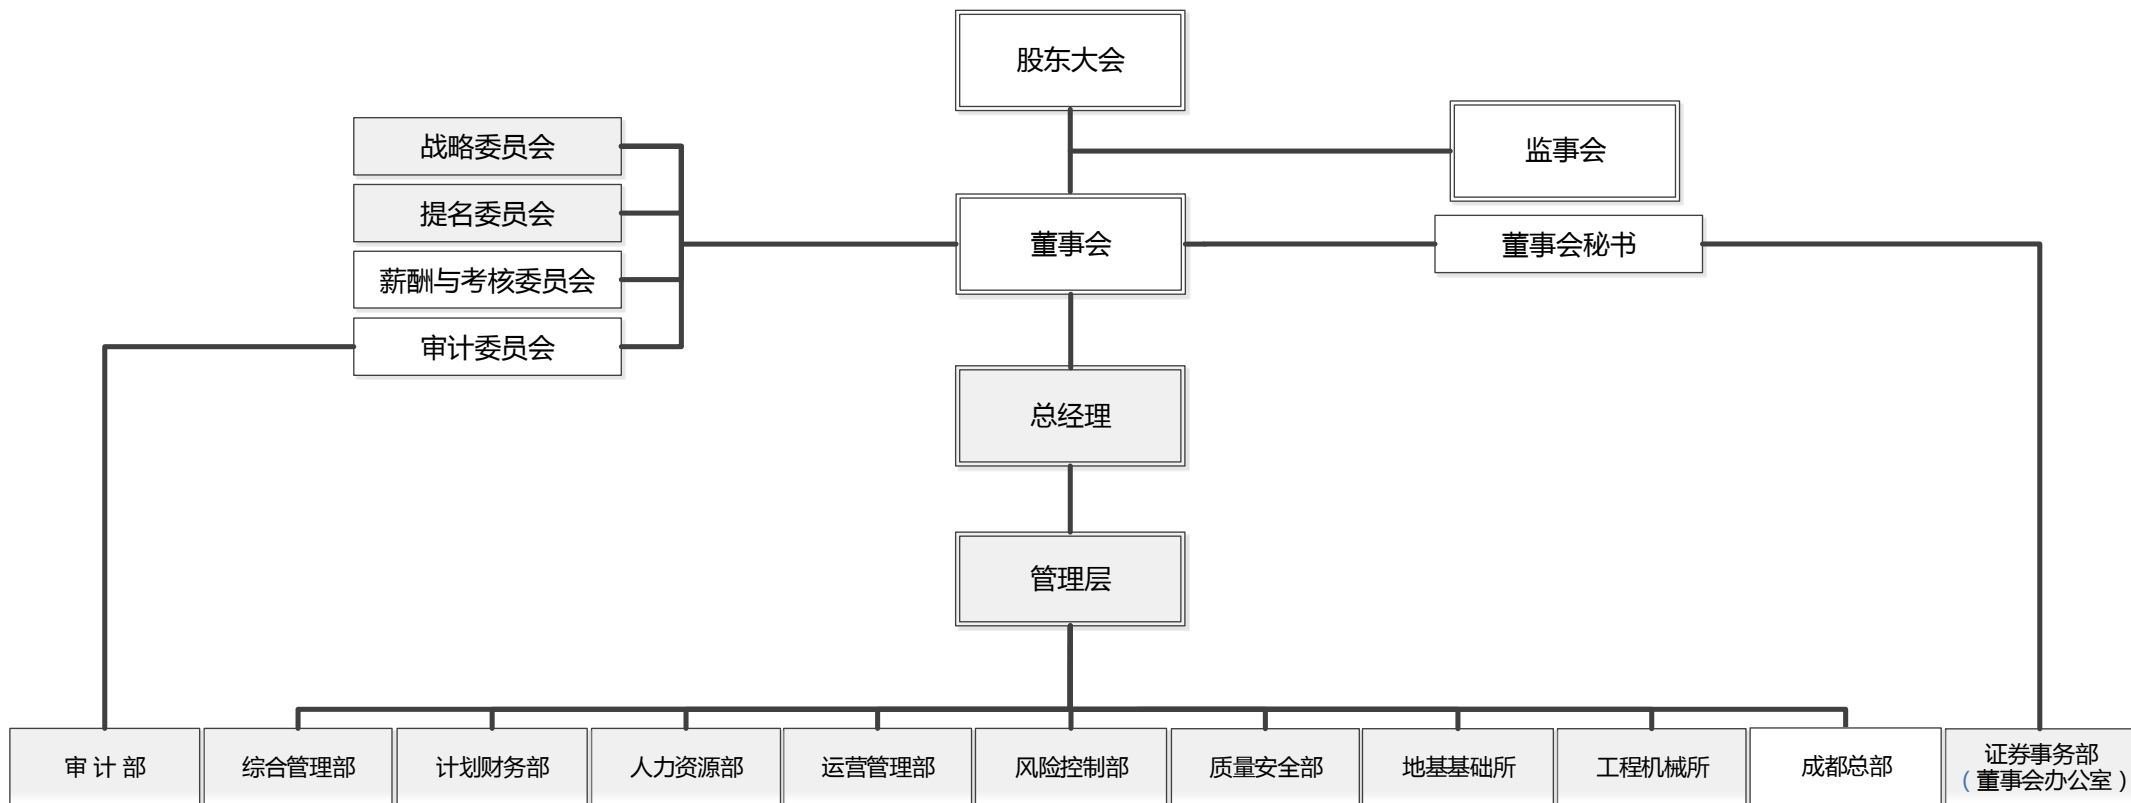 股东大会
监事会
战略委员会
提名委员会
薪酬与考核委员会
审计委员会
董事会
董事会秘书
总经理
管理层
审 计 部
综合管理部
计划财务部
人力资源部
运营管理部
风险控制部
质量安全部
地基基础所
工程机械所
成都总部
证券事务部
（董事会办公室）